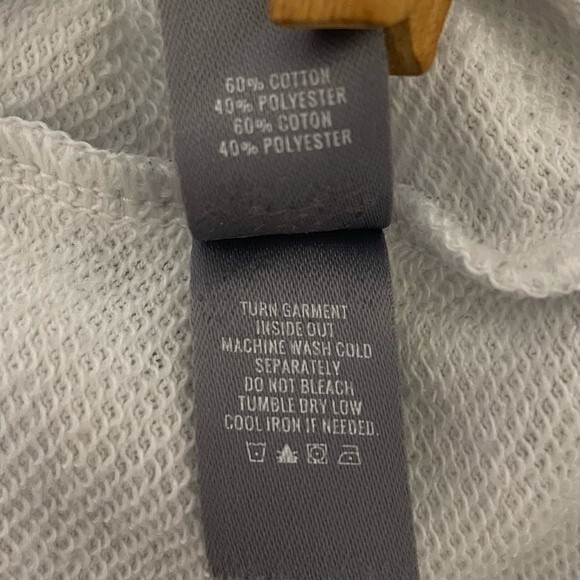 60% COTTON
40% POLYESTER
60% COTON
40% POLYESTER
TURN GARMENT
INSIDE OUT
MACHINE WASH COLD
SEPARATELY
DO NOT BLEACH
TUMBLE DRY LOW
COOL IRON IF NEEDED.